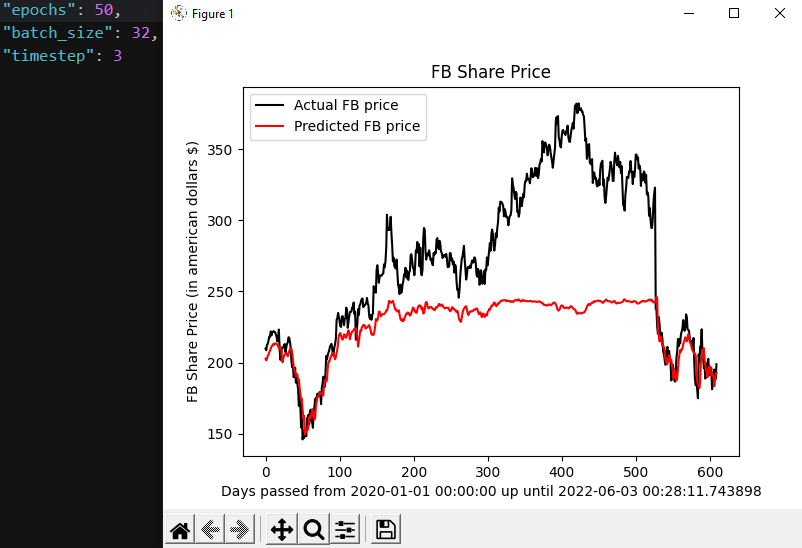 "epochs": 50,
"batch_size": 32,
"timestep": 3
Figure 1
FB Share Price
Actual FB price
Predicted FB price
FB Share Price (in american dollars $)
350
300
250
200
150
0 100 200 300 400 500 600
Days passed from 2020-01-01 00:00:00 up until 2022-06-03 00:28:11.743898